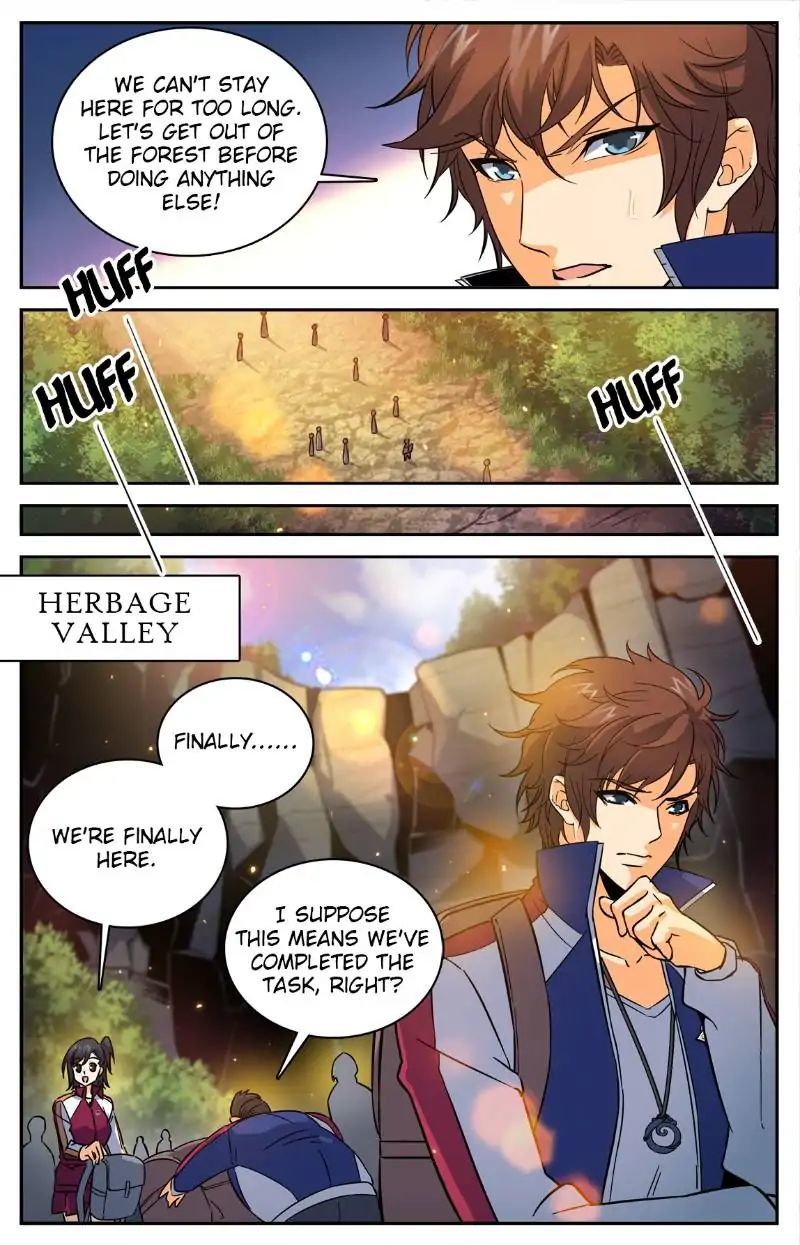 WE CAN'T STAY
HERE FOR TOO LONG.
LET'S GET OUT OF
THE FOREST BEFORE
DOING ANYTHING
ELSE!
HUFF
HUFF
HUFF
HERBAGE
VALLEY
FINALLY......
WE'RE FINALLY
HERE.
I SUPPOSE
THIS MEANS WE'VE
COMPLETED THE
TASK, RIGHT?